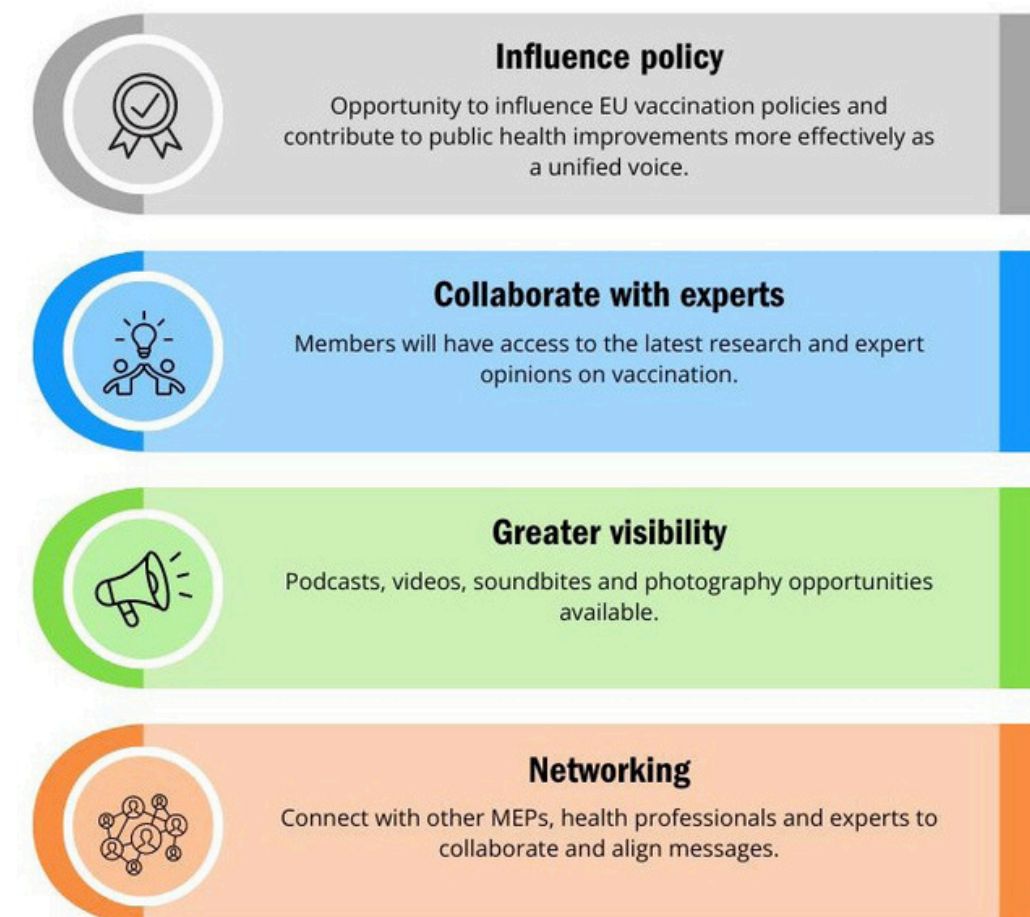 Influence policy
Opportunity to influence EU vaccination policies and
contribute to public health improvements more effectively as
a unified voice.
Collaborate with experts
Members will have access to the latest research and expert
opinions on vaccination.
Greater visibility
Podcasts, videos, soundbites and photography opportunities
available.
Networking
Connect with other MEPs, health professionals and experts to
collaborate and align messages.